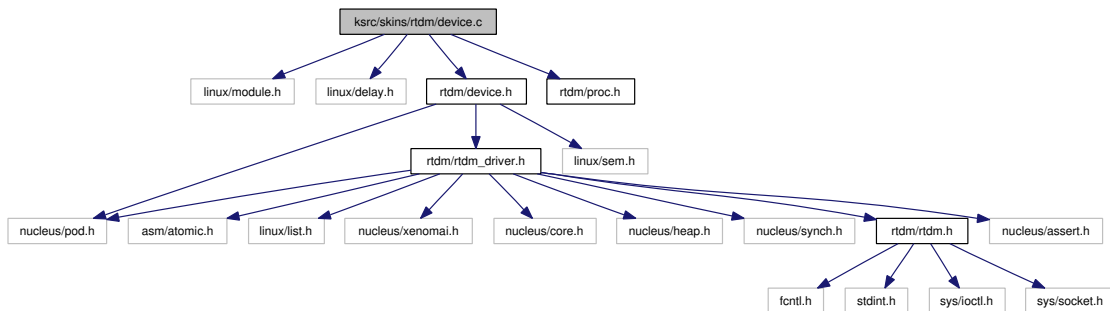 ksrc/skins/rtdm/device.c
linux/module.h
linux/delay.h
rtdm/device.h
rtdm/proc.h
rtdm/rtdm_driver.h
linux/sem.h
nucleus/pod.h
asm/atomic.h
linux/list.h
nucleus/xenomai.h
nucleus/core.h
nucleus/heap.h
nucleus/synch.h
rtdm/rtdm.h
nucleus/assert.h
fcntl.h
stdint.h
sys/ioctl.h
sys/socket.h